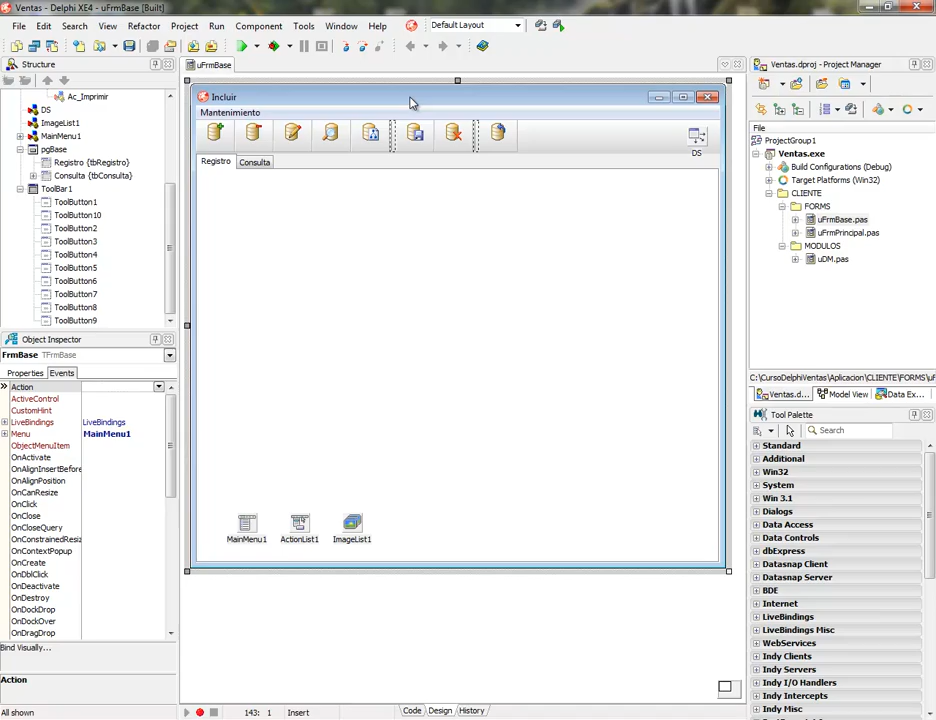 Ventas - Delphi XE4 - uFrmBase [Built]
File Edit Search View Refactor Project Run Component Tools Window Help Default Layout
Structure
uFrmBase
Ventas.dproj - Project Manager
Ac_Imprimir
DS
ImageList1
MainMenu1
pgBase
Registro {tbRegistro}
Consulta {tbConsulta}
ToolBar1
ToolButton1
ToolButton10
ToolButton2
ToolButton3
ToolButton4
ToolButton5
ToolButton6
ToolButton7
ToolButton8
ToolButton9
Object Inspector
FrmBase TFrmBase
Properties Events
Action
ActiveControl
CustomHint
LiveBindings LiveBindings
Menu MainMenu1
ObjectMenuItem
OnActivate
OnAlignInsertBefore
OnAlignPosition
OnCanResize
OnClick
OnClose
OnCloseQuery
OnConstrainedResiz
OnContextPopup
OnCreate
OnDblClick
OnDeactivate
OnDestroy
OnDockDrop
OnDockOver
OnDragDrop
Bind Visually...
Action
All shown
Incluir
Mantenimiento
DS
Registro Consulta
MainMenu1 ActionList1 ImageList1
143: 1 Insert Code Design History
File
ProjectGroup1
Ventas.exe
Build Configurations (Debug)
Target Platforms (Win32)
CLIENTE
FORMS
uFrmBase.pas
uFrmPrincipal.pas
MODULOS
uDM.pas
C:\CursoDelphiVentas\Aplicacion\CLIENTE\FORMS\uF
Ventas.d... Model View Data Ex...
Tool Palette
Search
Standard
Additional
Win32
System
Win 3.1
Dialogs
Data Access
Data Controls
dbExpress
Datasnap Client
Datasnap Server
BDE
Internet
LiveBindings
LiveBindings Misc
WebServices
Indy Clients
Indy Servers
Indy I/O Handlers
Indy Intercepts
Indy Misc